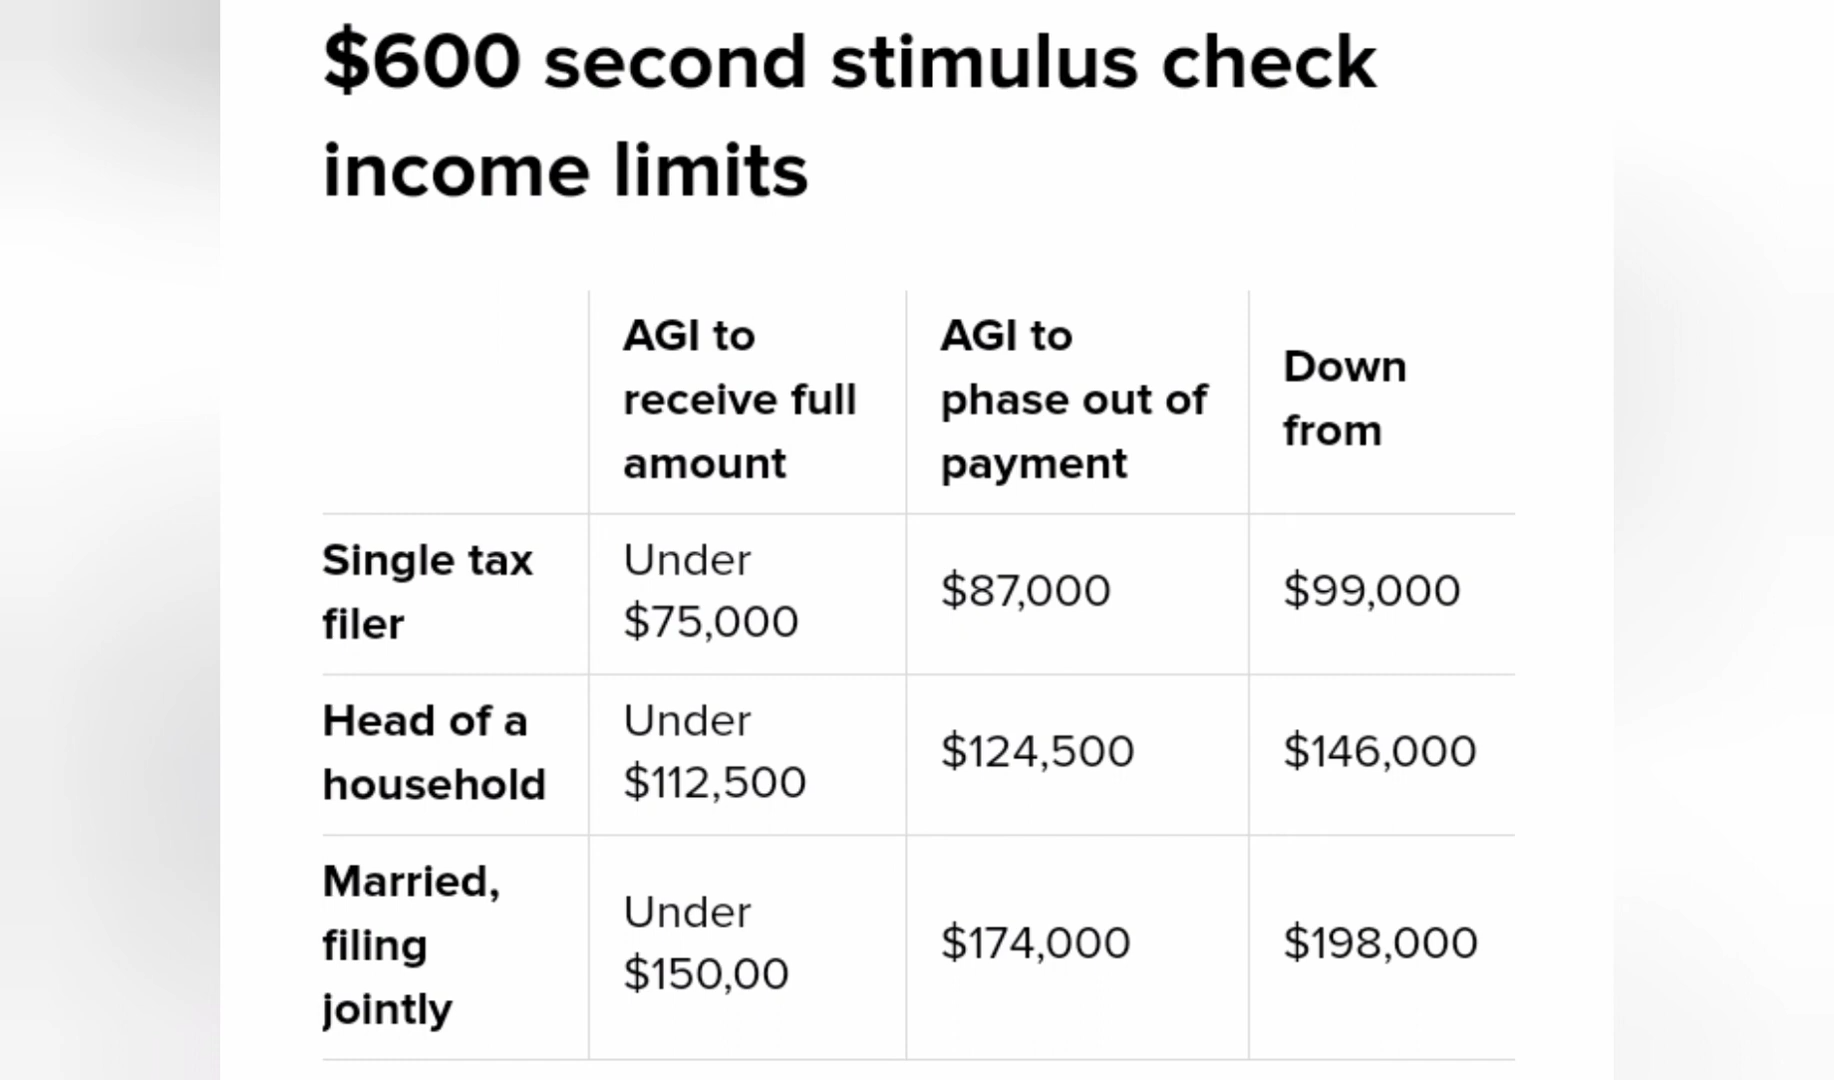 $600 second stimulus check
income limits
AGI to
receive full
amount
AGI to
phase out of
payment
Down
from
Single tax
filer
Under
$75,000
$87,000
$99,000
Head of a
household
Under
$112,500
$124,500
$146,000
Married,
filing
jointly
Under
$150,00
$174,000
$198,000